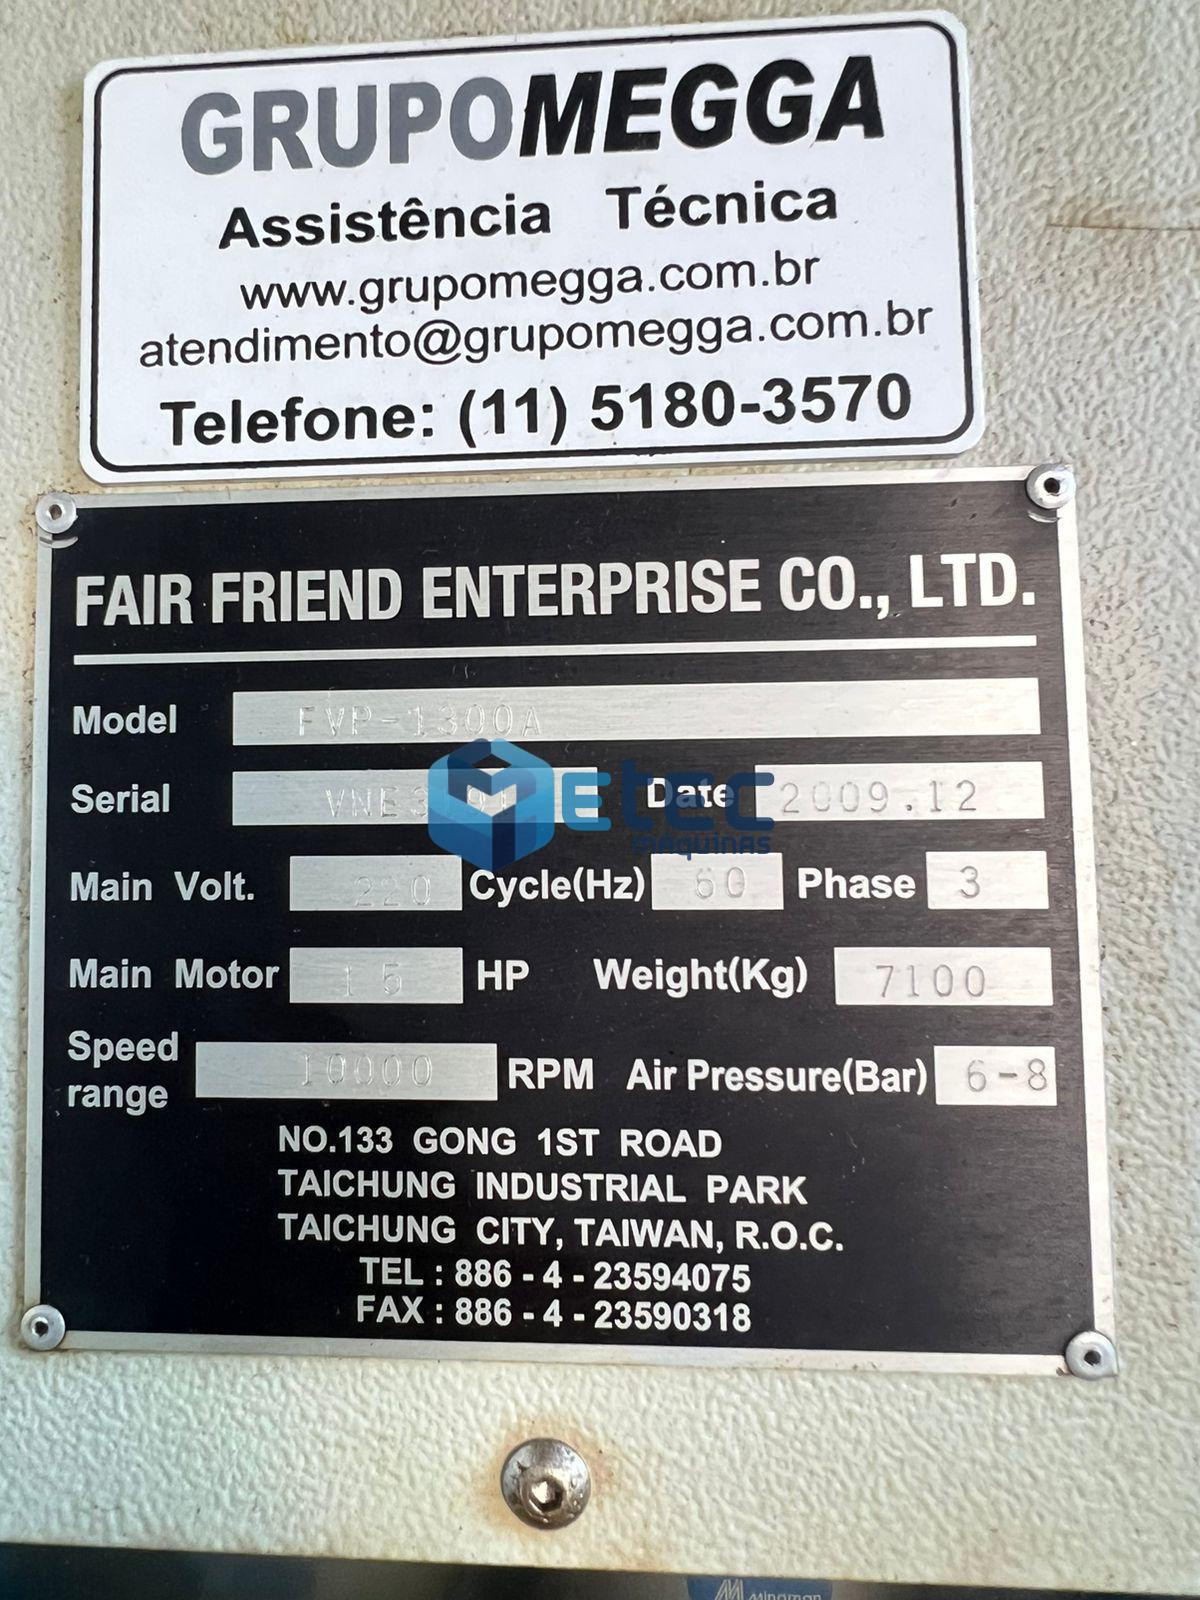 GRUPOMEGGA
Assistência Técnica
www.grupomegga.com.br
atendimento@grupomegga.com.br
Telefone: (11) 5180-3570
FAIR FRIEND ENTERPRISE CO., LTD.
Model FVP-1300A
Serial Date 2009.12
Main Volt. 220 Cycle(Hz) 60 Phase 3
Main Motor 15 HP Weight(Kg) 7100
Speed range 10000 RPM Air Pressure(Bar) 6-8
NO.133 GONG 1ST ROAD
TAICHUNG INDUSTRIAL PARK
TAICHUNG CITY, TAIWAN, R.O.C.
TEL : 886 - 4 - 23594075
FAX : 886 - 4 - 23590318
Etec
MÁQUINAS